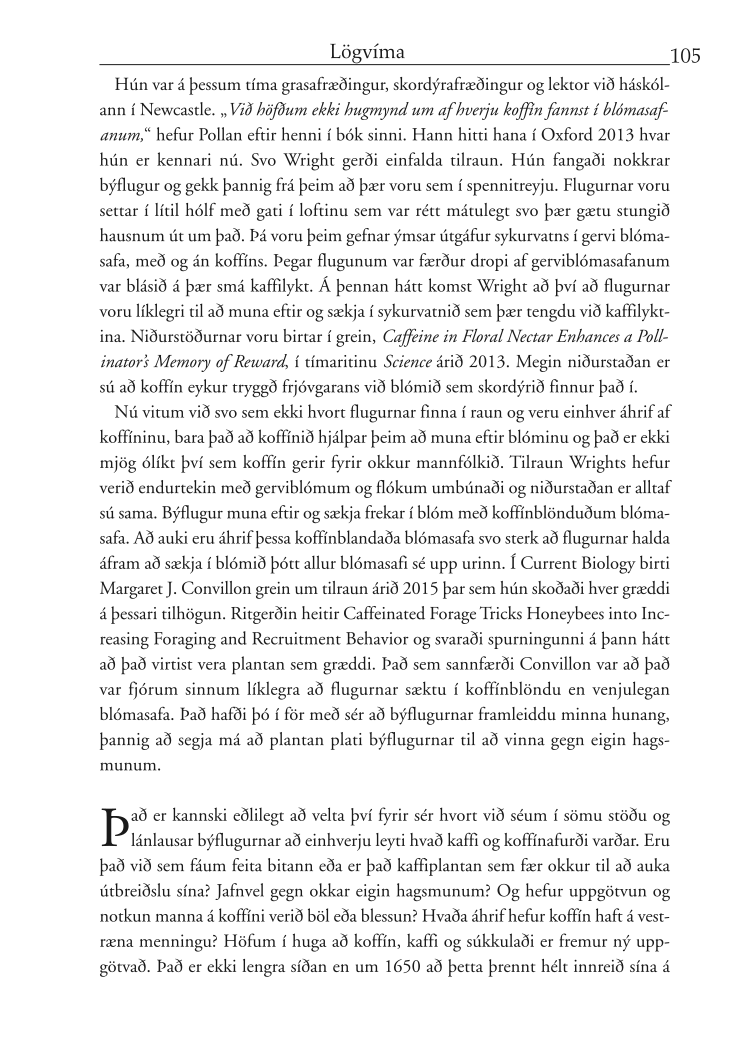 Lögvíma
105
Hún var á þessum tíma grasafræðingur, skordýrafræðingur og lektor við háskól-
ann í Newcastle. „Við höfðum ekki hugmynd um af hverju koffín fannst í blómasaf-
anum,“ hefur Pollan eftir henni í bók sinni. Hann hitti hana í Oxford 2013 hvar
hún er kennari nú. Svo Wright gerði einfalda tilraun. Hún fangaði nokkrar
býflugur og gekk þannig frá þeim að þær voru sem í spennitreyju. Flugurnar voru
settar í lítil hólf með gati í loftinu sem var rétt mátulegt svo þær gætu stungið
hausnum út um það. Þá voru þeim gefnar ýmsar útgáfur sykurvatns í gervi blóma-
safa, með og án koffíns. Þegar flugunum var færður dropi af gerviblómasafanum
var blásið á þær smá kaffilykt. Á þennan hátt komst Wright að því að flugurnar
voru líklegri til að muna eftir og sækja í sykurvatnið sem þær tengdu við kaffilykt-
ina. Niðurstöðurnar voru birtar í grein, Caffeine in Floral Nectar Enhances a Poll-
inator’s Memory of Reward, í tímaritinu Science árið 2013. Megin niðurstaðan er
sú að koffín eykur tryggð frjóvgarans við blómið sem skordýrið finnur það í.
Nú vitum við svo sem ekki hvort flugurnar finna í raun og veru einhver áhrif af
koffíninu, bara það að koffínið hjálpar þeim að muna eftir blóminu og það er ekki
mjög ólíkt því sem koffín gerir fyrir okkur mannfólkið. Tilraun Wrights hefur
verið endurtekin með gerviblómum og flókum umbúnaði og niðurstaðan er alltaf
sú sama. Býflugur muna eftir og sækja frekar í blóm með koffínblönduðum blóma-
safa. Að auki eru áhrif þessa koffínblandaða blómasafa svo sterk að flugurnar halda
áfram að sækja í blómið þótt allur blómasafi sé upp urinn. Í Current Biology birti
Margaret J. Convillon grein um tilraun árið 2015 þar sem hún skoðaði hver græddi
á þessari tilhögun. Ritgerðin heitir Caffeinated Forage Tricks Honeybees into Inc-
reasing Foraging and Recruitment Behavior og svaraði spurningunni á þann hátt
að það virtist vera plantan sem græddi. Það sem sannfærði Convillon var að það
var fjórum sinnum líklegra að flugurnar sæktu í koffínblöndu en venjulegan
blómasafa. Það hafði þó í för með sér að býflugurnar framleiddu minna hunang,
þannig að segja má að plantan plati býflugurnar til að vinna gegn eigin hags-
munum.
Það er kannski eðlilegt að velta því fyrir sér hvort við séum í sömu stöðu og
lánlausar býflugurnar að einhverju leyti hvað kaffi og koffínafurði varðar. Eru
það við sem fáum feita bitann eða er það kaffiplantan sem fær okkur til að auka
útbreiðslu sína? Jafnvel gegn okkar eigin hagsmunum? Og hefur uppgötvun og
notkun manna á koffíni verið böl eða blessun? Hvaða áhrif hefur koffín haft á vest-
ræna menningu? Höfum í huga að koffín, kaffi og súkkulaði er fremur ný upp-
götvað. Það er ekki lengra síðan en um 1650 að þetta þrennt hélt innreið sína á